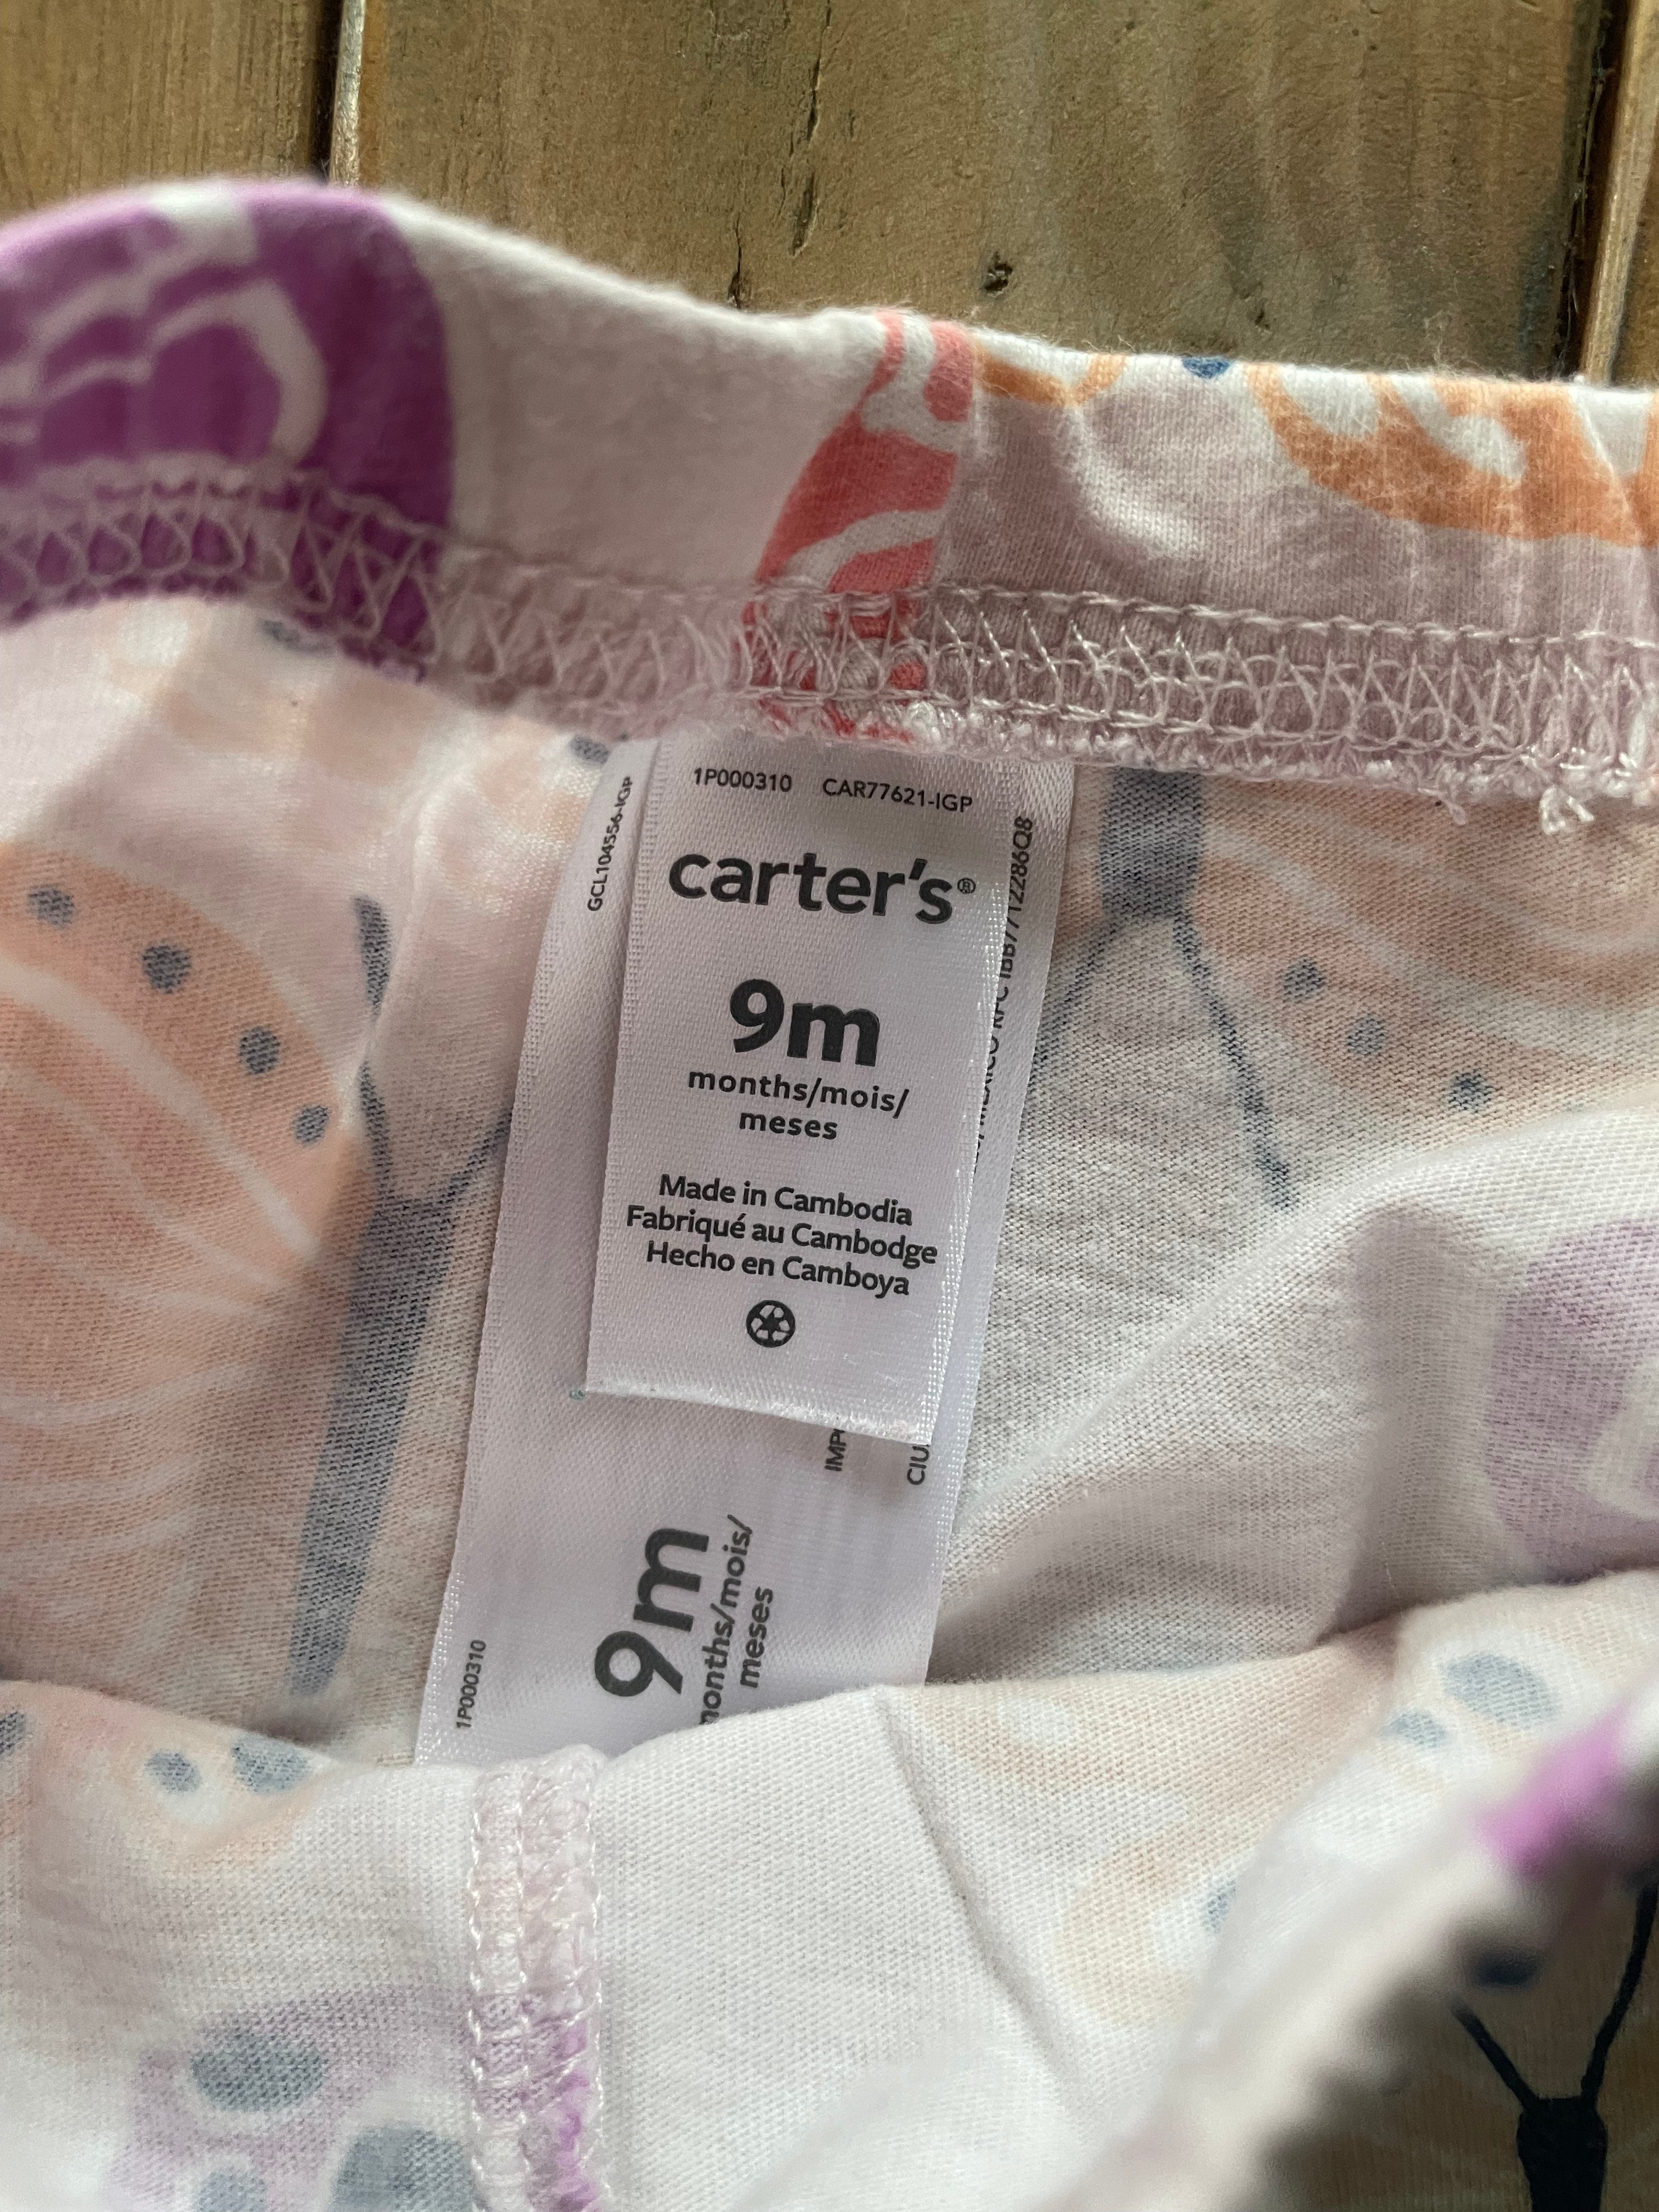 1P000310 CAR77621-IGP
carter's®
9m
months/mois/
meses
Made in Cambodia
Fabriqué au Cambodge
Hecho en Camboya
GCL104556-IGP
9m
months/mois/
meses
1P000310